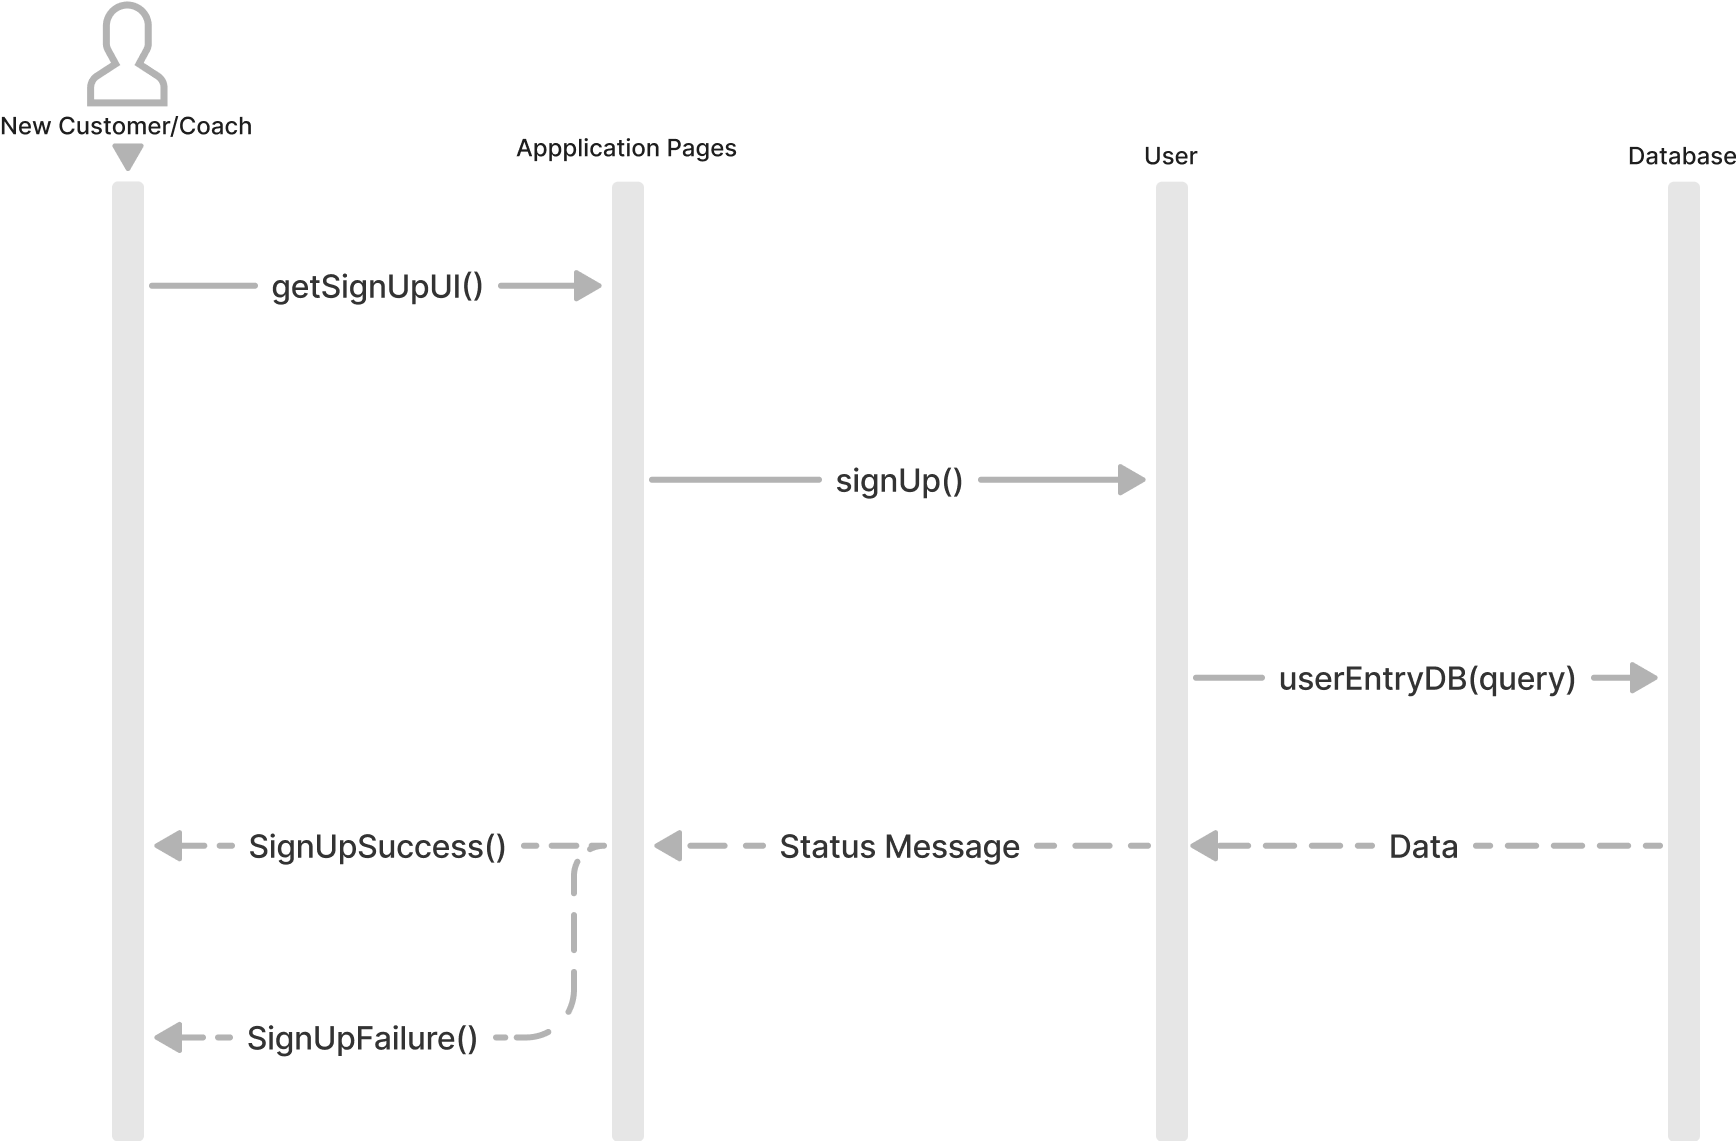 New Customer/Coach
Appplication Pages
User
Database
getSignUpUI()
signUp()
userEntryDB(query)
SignUpSuccess()
Status Message
Data
SignUpFailure()